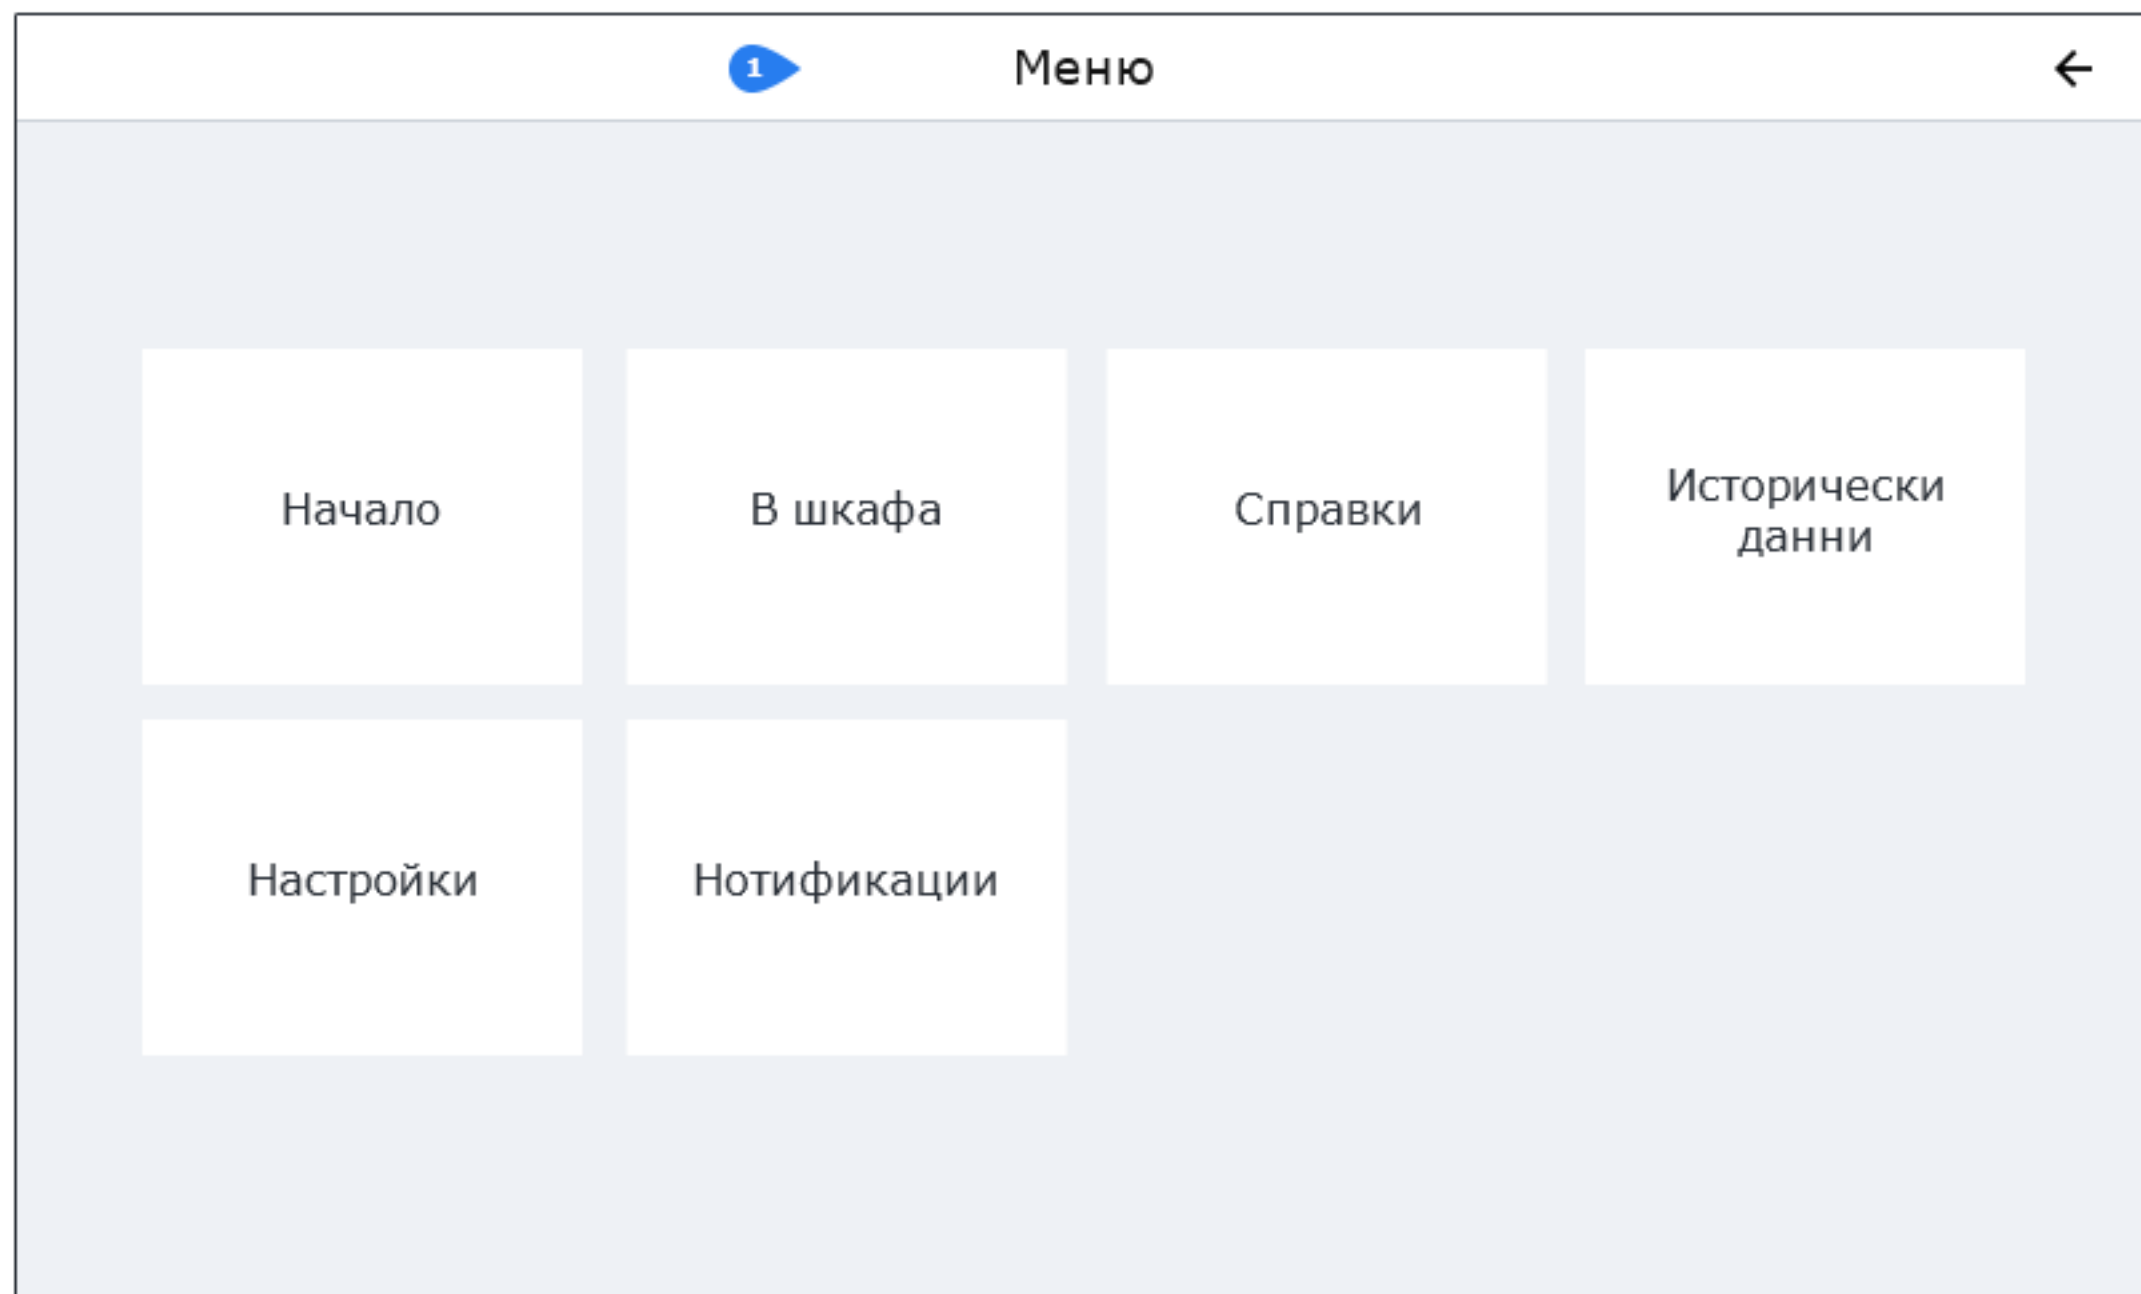 1
Меню
Начало
В шкафа
Справки
Исторически
данни
Настройки
Нотификации